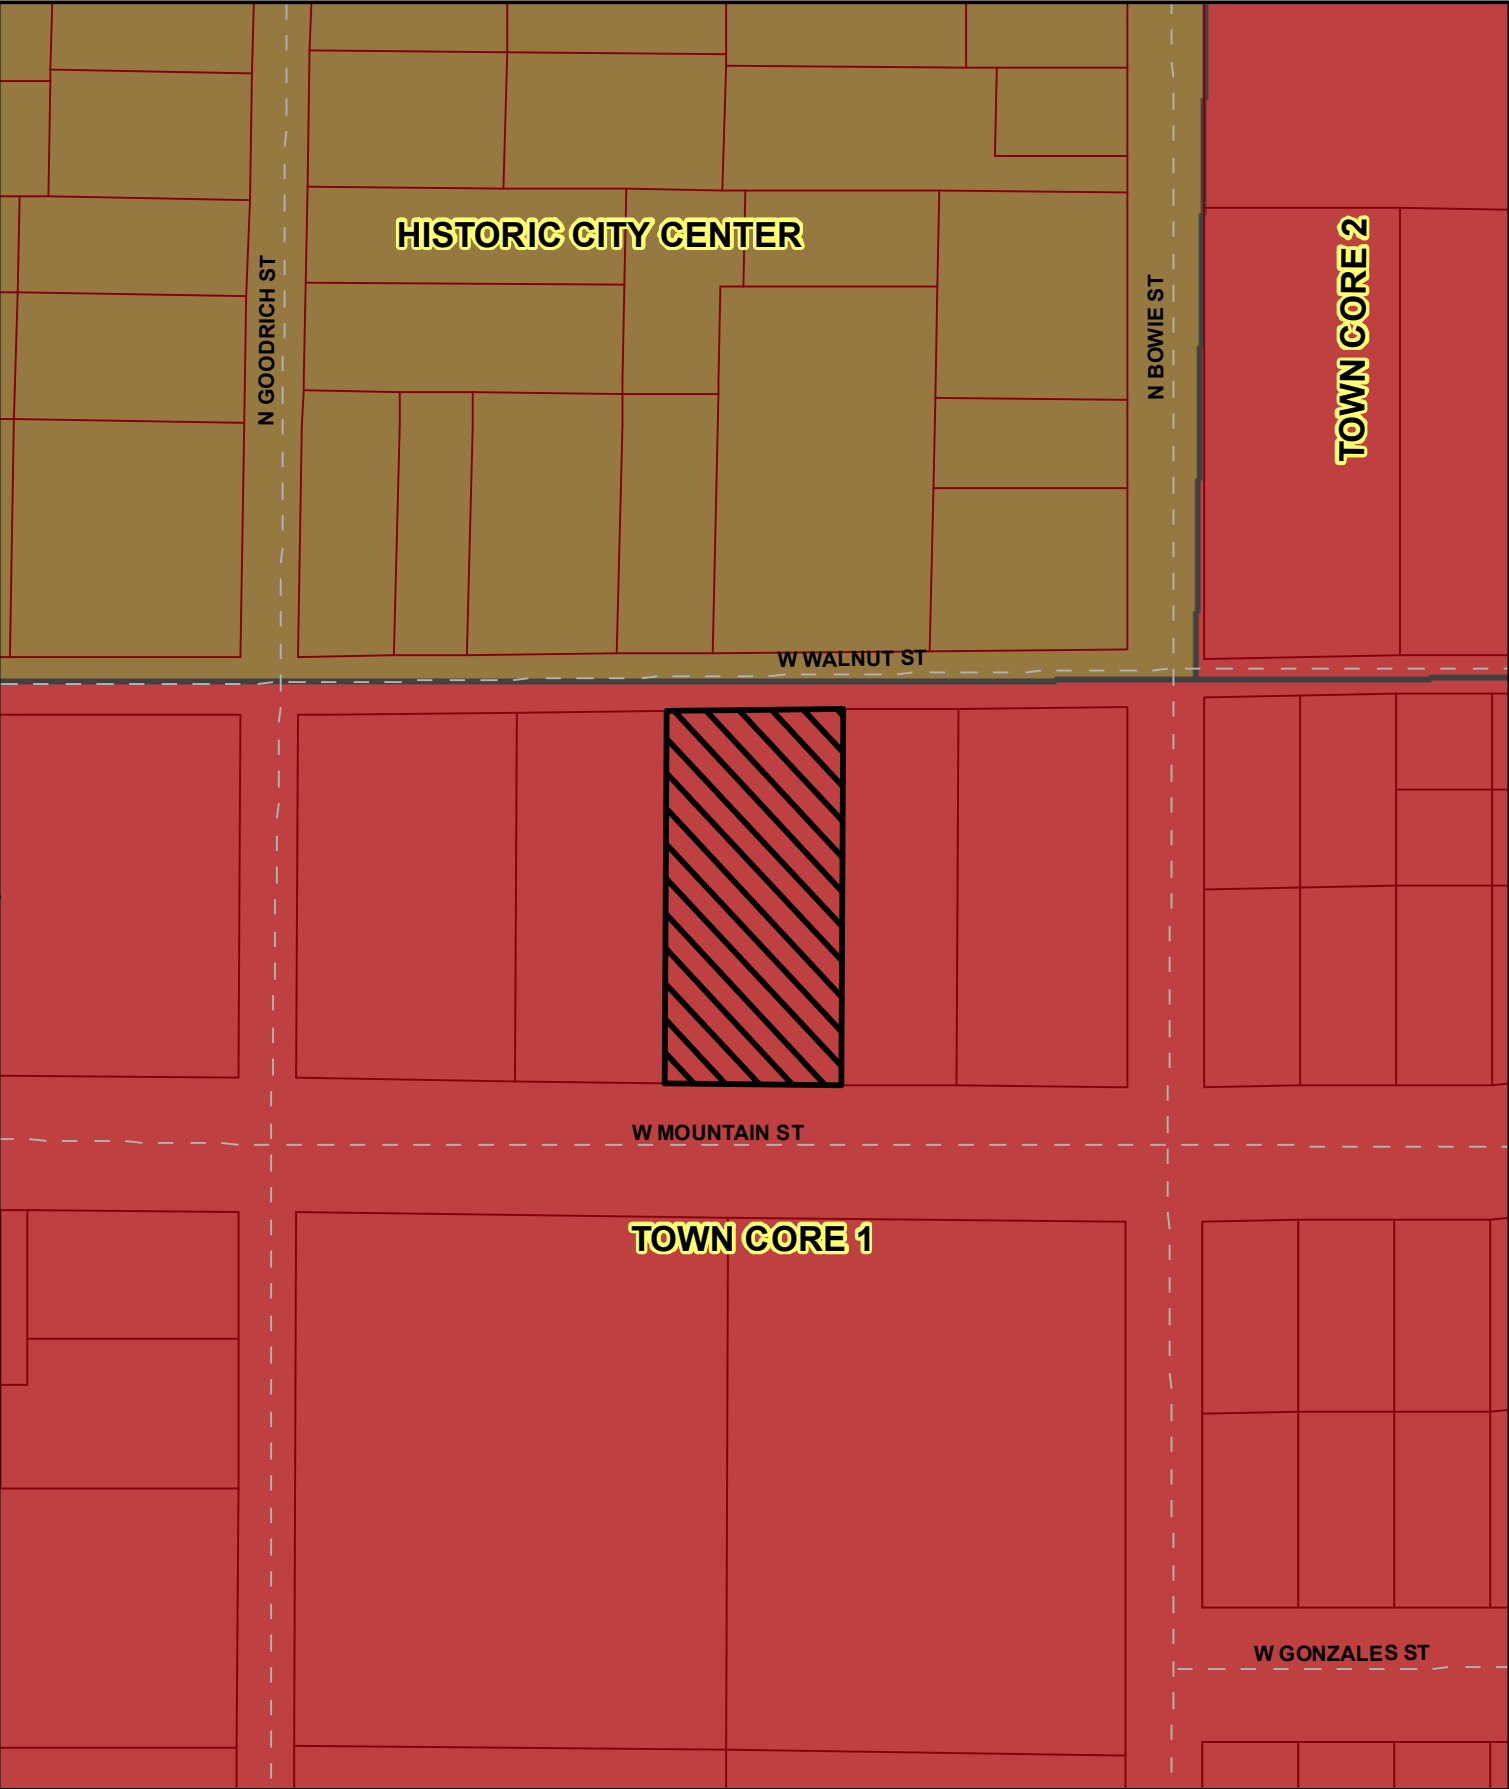 HISTORIC CITY CENTER
TOWN CORE 2
N GOODRICH ST
N BOWIE ST
W WALNUT ST
W MOUNTAIN ST
TOWN CORE 1
W GONZALES ST